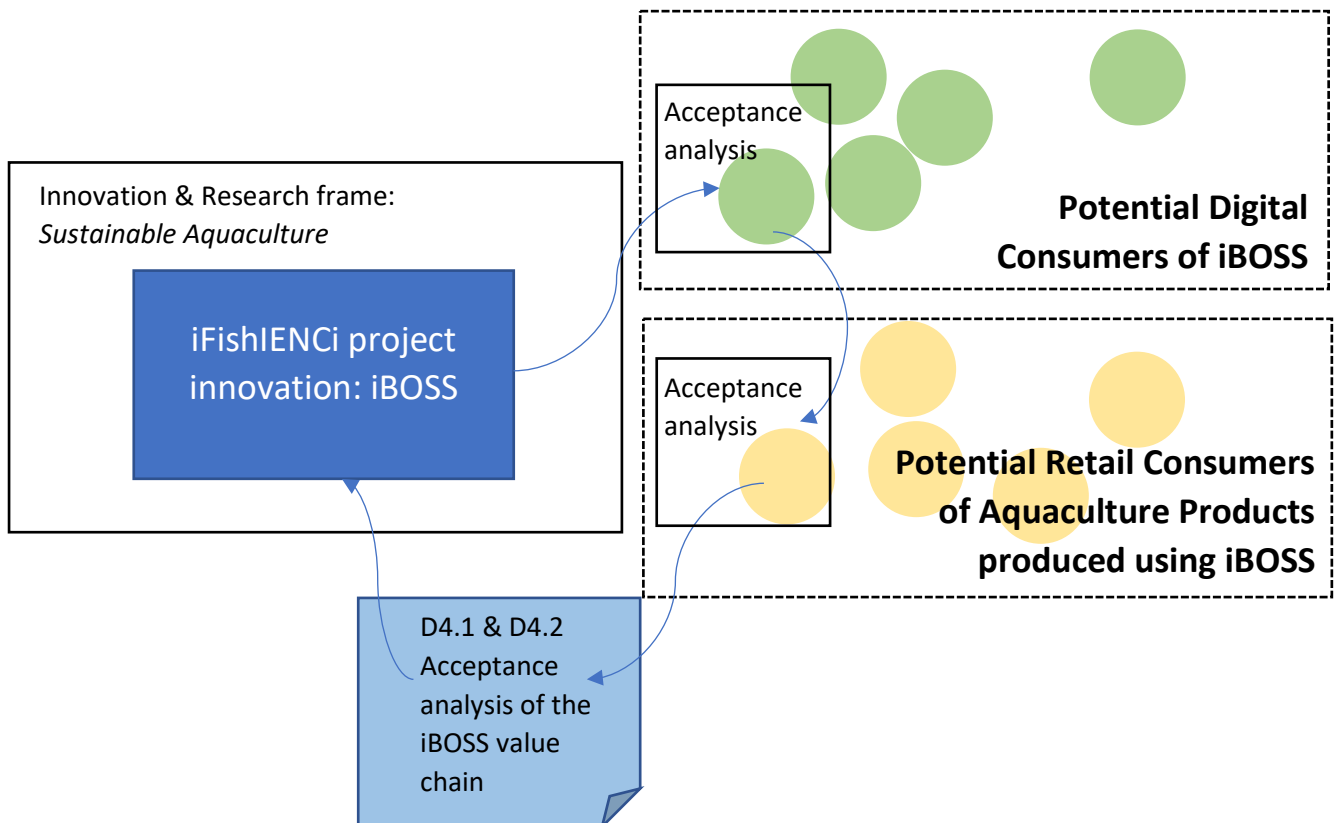 Acceptance
analysis
Potential Digital
Consumers of iBOSS
Innovation & Research frame:
Sustainable Aquaculture
iFishIENCi project
innovation: iBOSS
Acceptance
analysis
Potential Retail Consumers
of Aquaculture Products
produced using iBOSS
D4.1 & D4.2
Acceptance
analysis of the
iBOSS value
chain